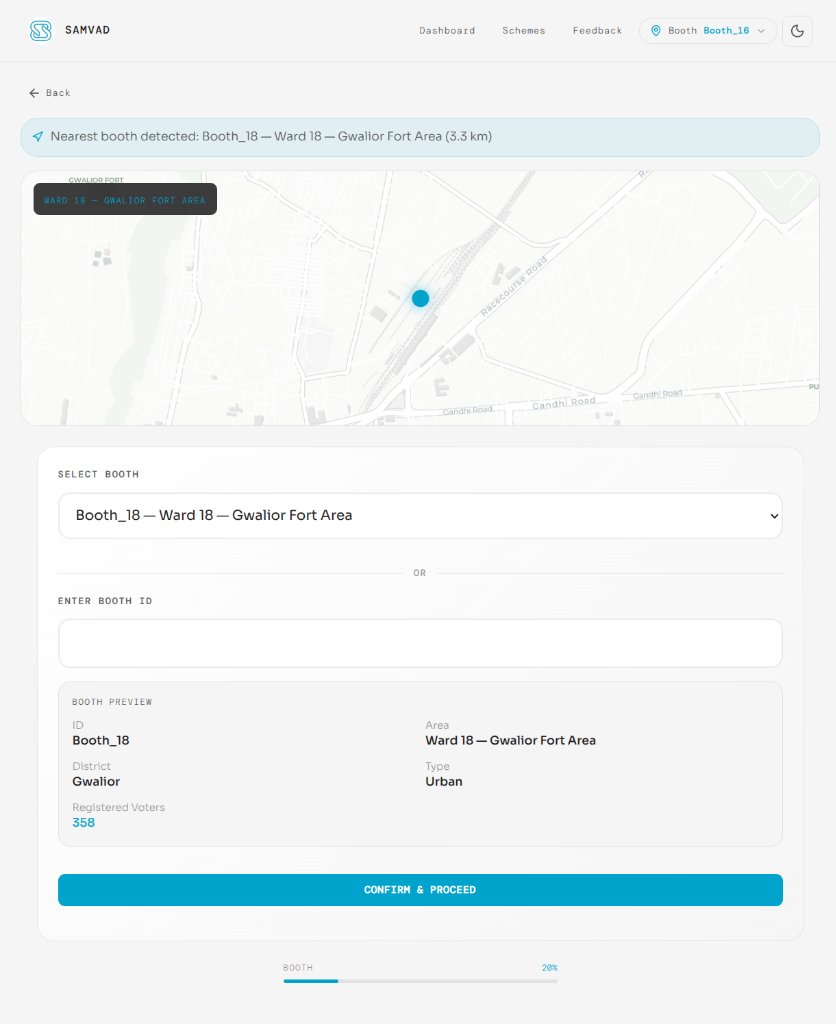 SAMVAD
Dashboard
Schemes
Feedback
Booth Booth_16
Back
Nearest booth detected: Booth_18 — Ward 18 — Gwalior Fort Area (3.3 km)
GWALIOR FORT
WARD 18 — GWALIOR FORT AREA
Racecourse Road
Gandhi Road
Gandhi Road
Gandhi Road
PU
SELECT BOOTH
Booth_18 — Ward 18 — Gwalior Fort Area
OR
ENTER BOOTH ID
BOOTH PREVIEW
ID
Booth_18
Area
Ward 18 — Gwalior Fort Area
District
Gwalior
Type
Urban
Registered Voters
358
CONFIRM & PROCEED
BOOTH
20%